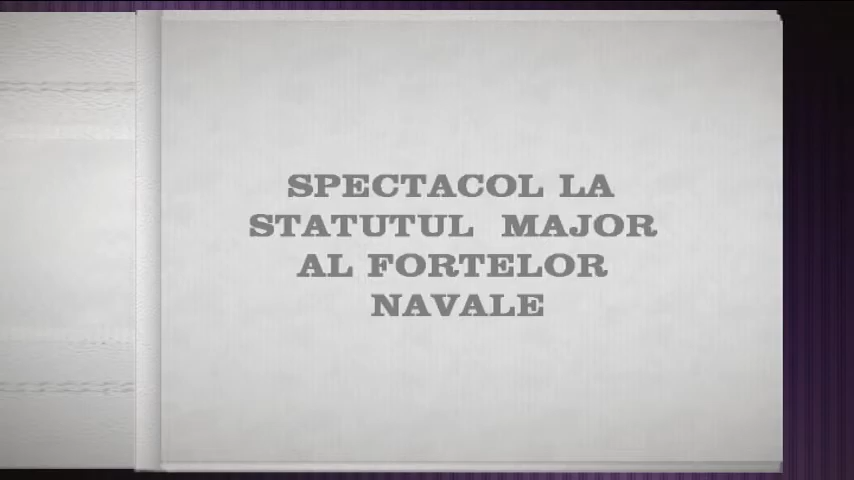 SPECTACOL LA
STATUTUL MAJOR
AL FORTELOR
NAVALE